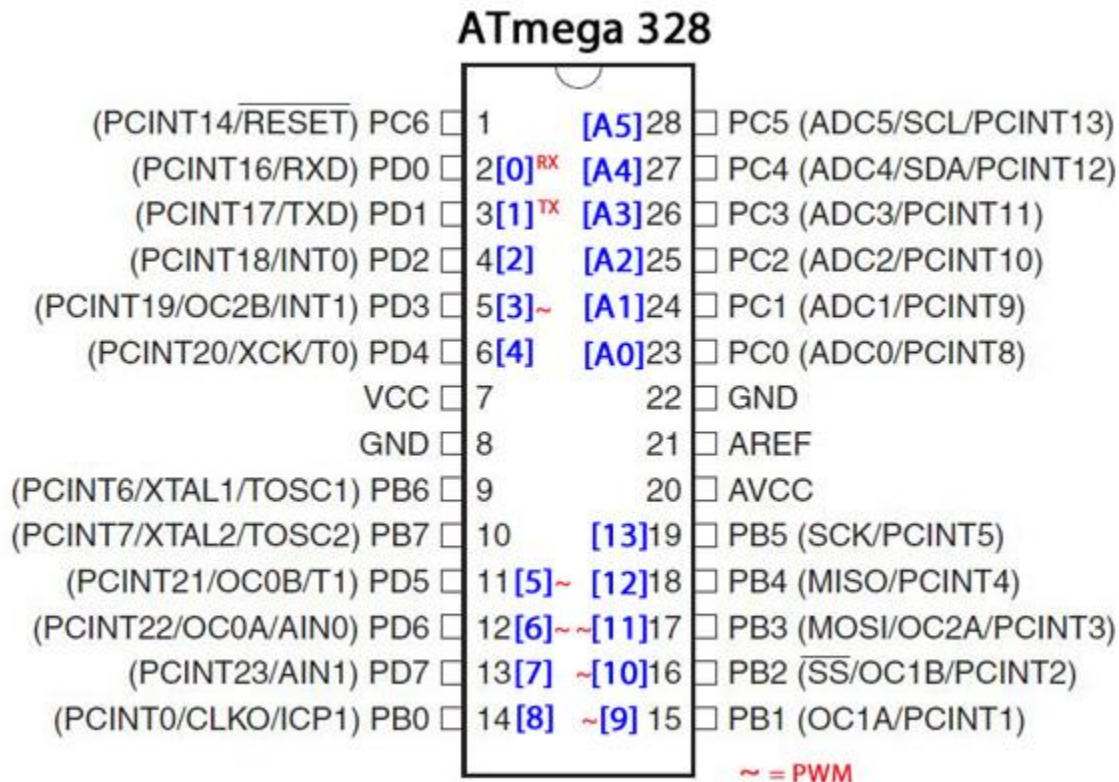 ATmega 328
(PCINT14/RESET) PC6 1 [A5] 28 PC5 (ADC5/SCL/PCINT13)
(PCINT16/RXD) PD0 2 [0] RX [A4] 27 PC4 (ADC4/SDA/PCINT12)
(PCINT17/TXD) PD1 3 [1] TX [A3] 26 PC3 (ADC3/PCINT11)
(PCINT18/INT0) PD2 4 [2] [A2] 25 PC2 (ADC2/PCINT10)
(PCINT19/OC2B/INT1) PD3 5 [3]~ [A1] 24 PC1 (ADC1/PCINT9)
(PCINT20/XCK/T0) PD4 6 [4] [A0] 23 PC0 (ADC0/PCINT8)
VCC 7 22 GND
GND 8 21 AREF
(PCINT6/XTAL1/TOSC1) PB6 9 20 AVCC
(PCINT7/XTAL2/TOSC2) PB7 10 [13] 19 PB5 (SCK/PCINT5)
(PCINT21/OC0B/T1) PD5 11 [5]~ [12] 18 PB4 (MISO/PCINT4)
(PCINT22/OC0A/AIN0) PD6 12 [6]~ ~[11] 17 PB3 (MOSI/OC2A/PCINT3)
(PCINT23/AIN1) PD7 13 [7] ~[10] 16 PB2 (SS/OC1B/PCINT2)
(PCINT0/CLKO/ICP1) PB0 14 [8] ~[9] 15 PB1 (OC1A/PCINT1)
~ = PWM